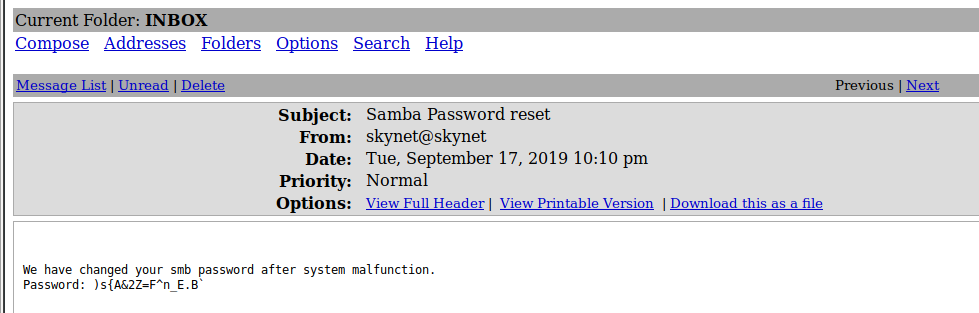 Current Folder: INBOX
Compose Addresses Folders Options Search Help
Message List | Unread | Delete Previous | Next
Subject: Samba Password reset
From: skynet@skynet
Date: Tue, September 17, 2019 10:10 pm
Priority: Normal
Options: View Full Header | View Printable Version | Download this as a file
We have changed your smb password after system malfunction.
Password: )s{A&2Z=F^n_E.B`